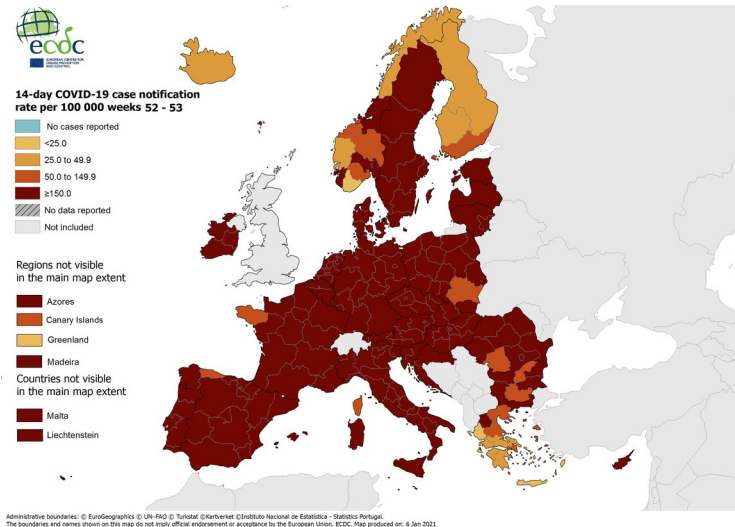 ecdc
EUROPEAN CENTRE FOR
DISEASE PREVENTION
AND CONTROL
14-day COVID-19 case notification
rate per 100 000 weeks 52 - 53
No cases reported
<25.0
25.0 to 49.9
50.0 to 149.9
≥150.0
No data reported
Not included
Regions not visible
in the main map extent
Azores
Canary Islands
Greenland
Madeira
Countries not visible
in the main map extent
Malta
Liechtenstein
Administrative boundaries: © EuroGeographics © UN–FAO © Turkstat ©Kartverket ©Instituto Nacional de Estatística - Statistics Portugal.
The boundaries and names shown on this map do not imply official endorsement or acceptance by the European Union. ECDC. Map produced on: 6 Jan 2021